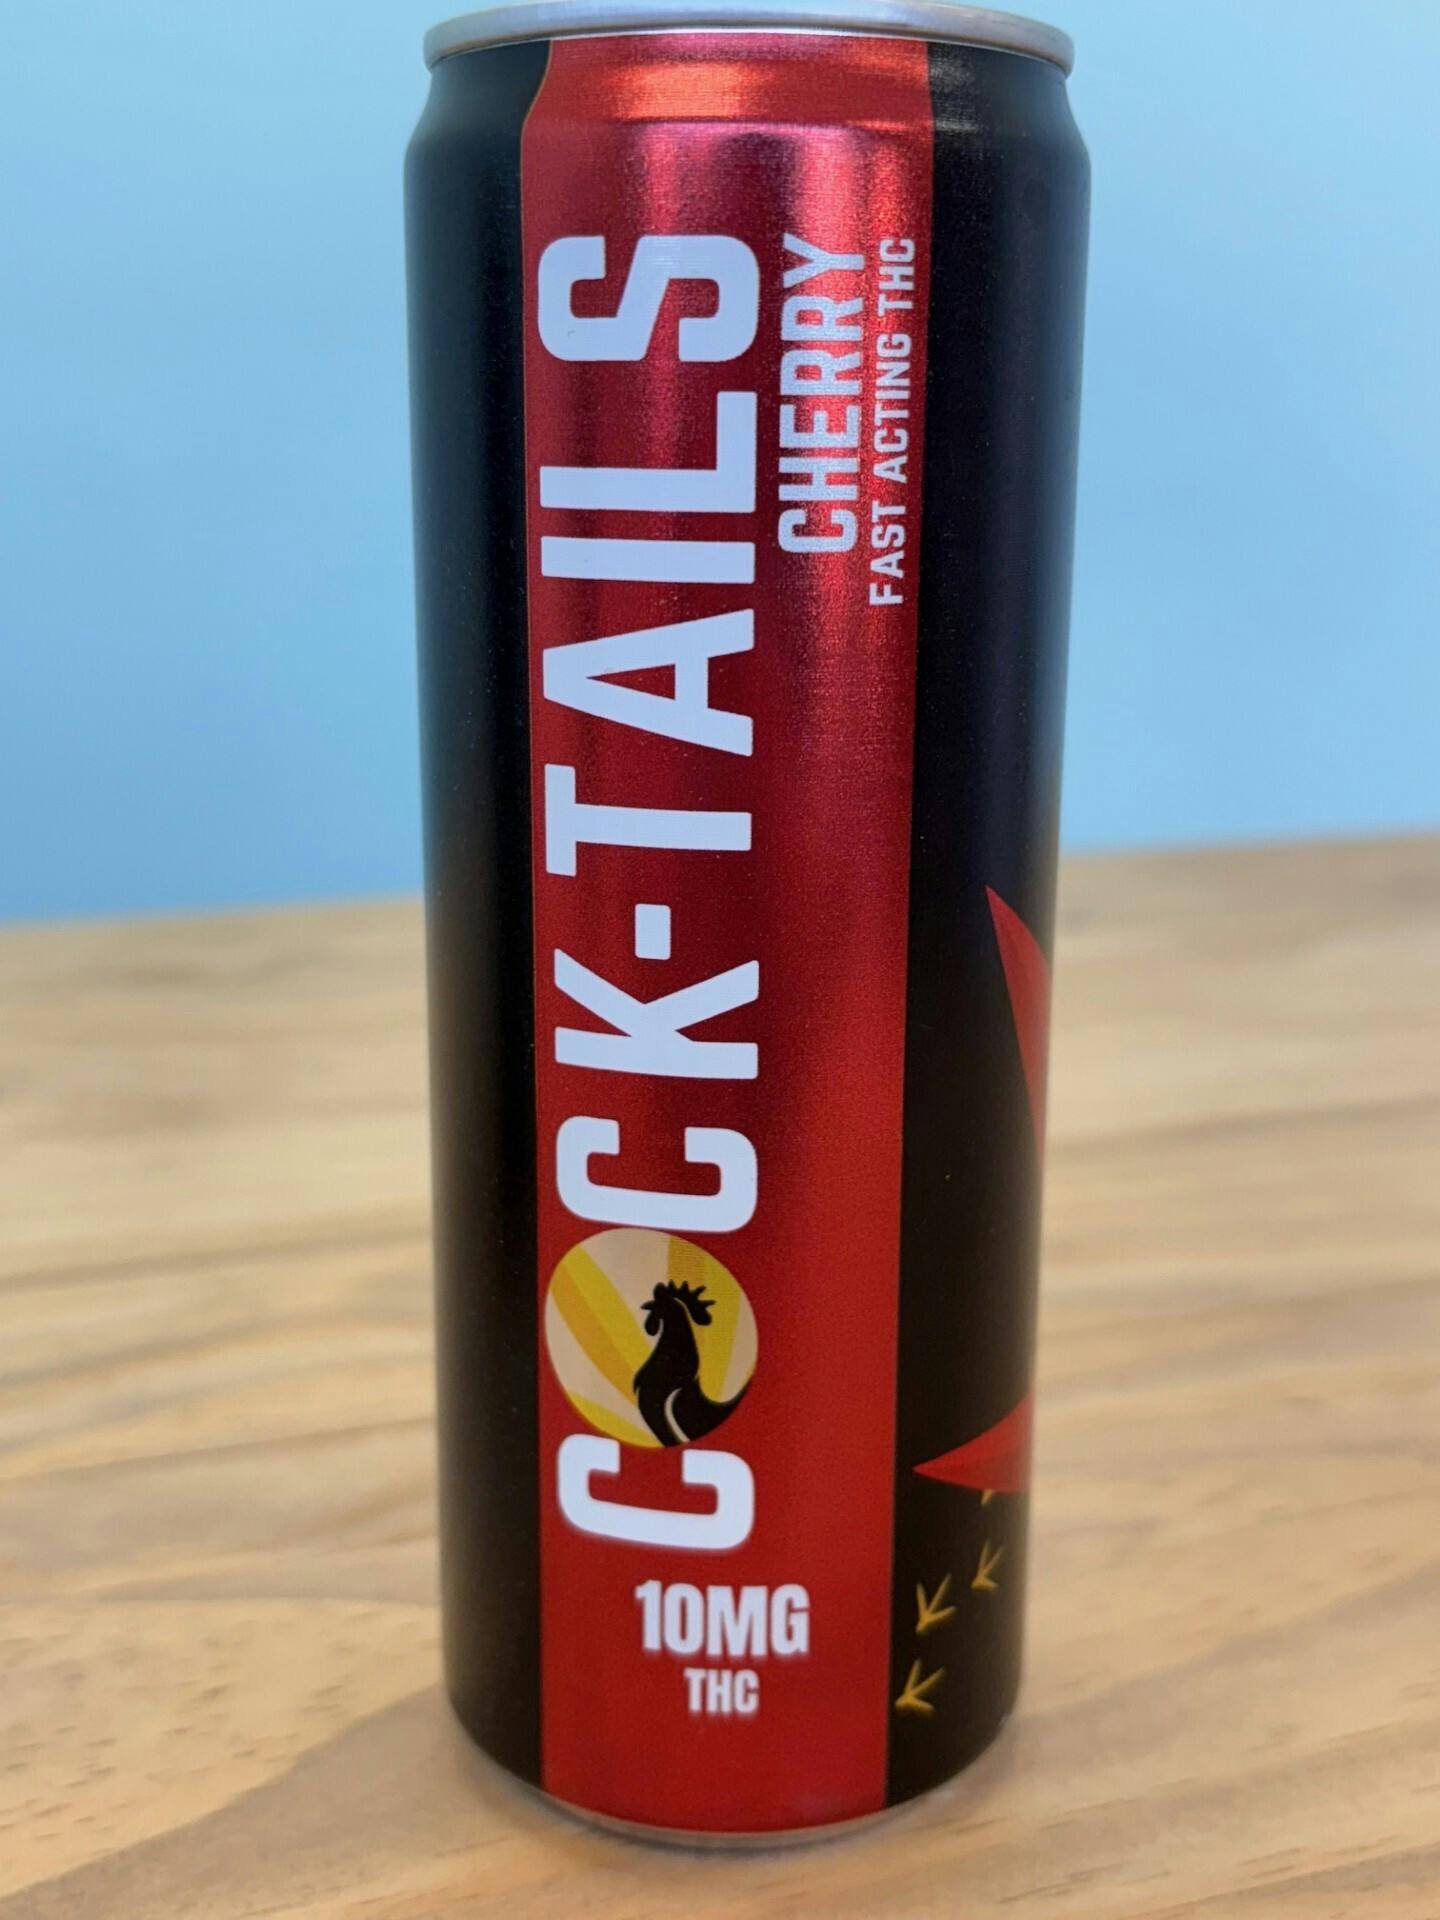 COCK-TAILS
CHERRY
FAST ACTING THC
10MG
THC